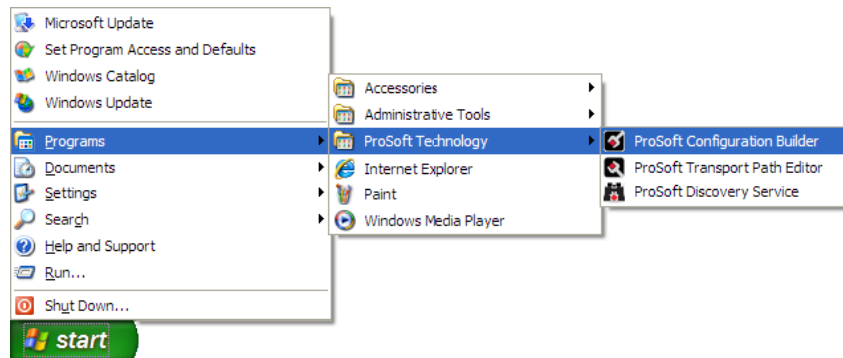 Microsoft Update
Set Program Access and Defaults
Windows Catalog
Windows Update
Programs
Documents
Settings
Search
Help and Support
Run...
Shut Down...
start
Accessories
Administrative Tools
ProSoft Technology
Internet Explorer
Paint
Windows Media Player
ProSoft Configuration Builder
ProSoft Transport Path Editor
ProSoft Discovery Service